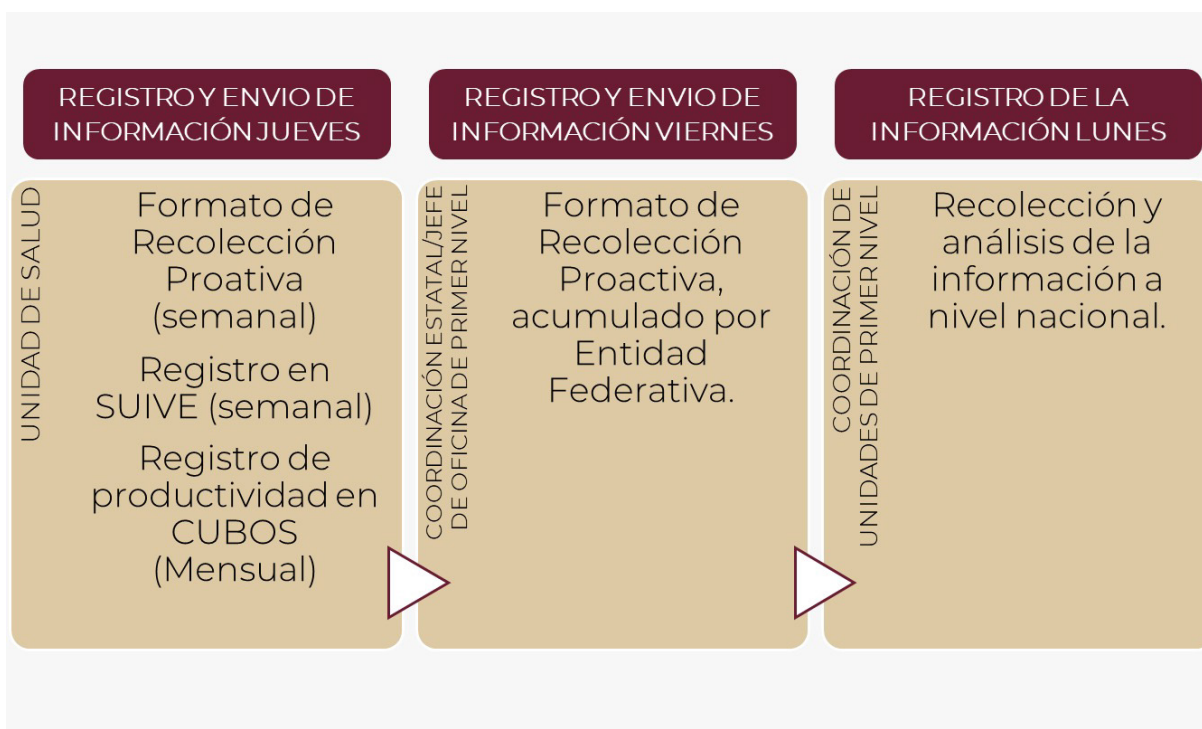 REGISTRO Y ENVIO DE
INFORMACIÓN JUEVES
UNIDAD DE SALUD
Formato de
Recolección
Proativa
(semanal)
Registro en
SUIVE (semanal)
Registro de
productividad en
CUBOS
(Mensual)
REGISTRO Y ENVIO DE
INFORMACIÓN VIERNES
COORDINACIÓN ESTATAL/JEFE
DE OFICINA DE PRIMER NIVEL
Formato de
Recolección
Proactiva,
acumulado por
Entidad
Federativa.
REGISTRO DE LA
INFORMACIÓN LUNES
COORDINACIÓN DE
UNIDADES DE PRIMER NIVEL
Recolección y
análisis de la
información a
nivel nacional.